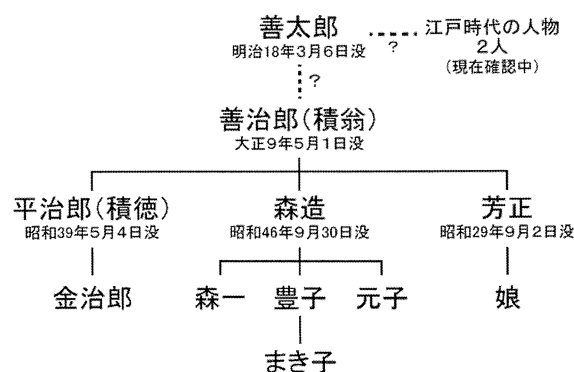 善太郎
明治18年3月6日没
?
江戸時代の人物
2人
(現在確認中)
?
善治郎(積翁)
大正9年5月1日没
平治郎(積徳)
昭和39年5月4日没
森造
昭和46年9月30日没
芳正
昭和29年9月2日没
金治郎
森一
豊子
元子
娘
まき子